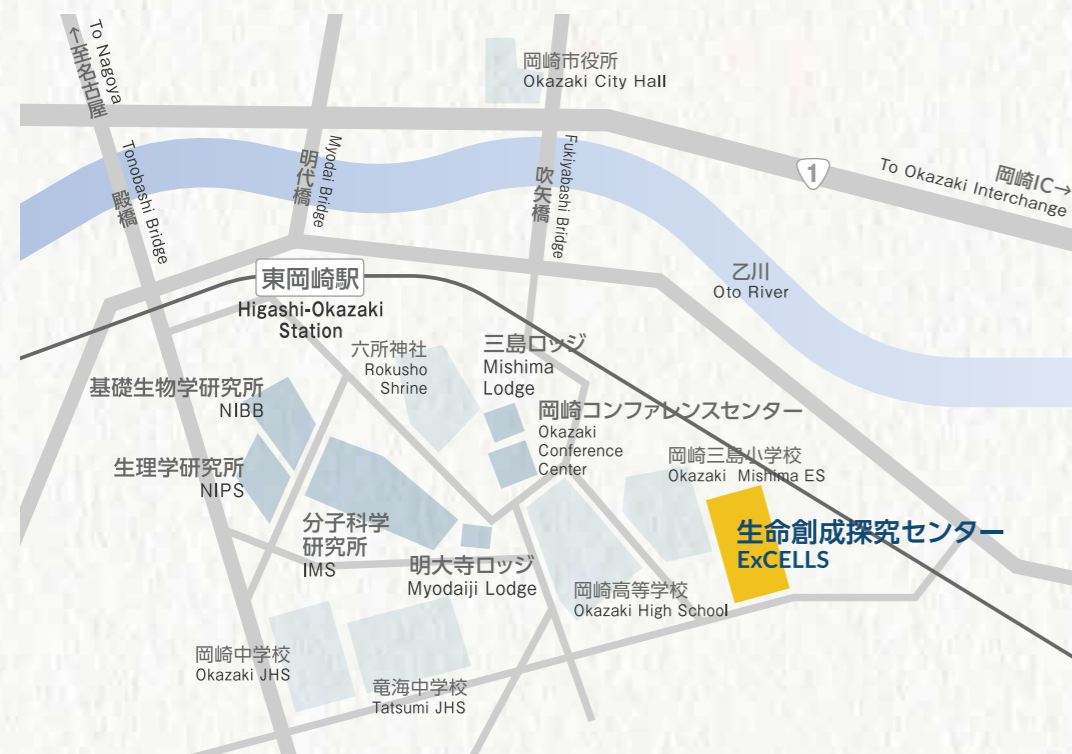 To Nagoya
←至名古屋
岡崎市役所
Okazaki City Hall
Tonobashi Bridge
殿橋
Myodai Bridge
明代橋
Fukiyabashi Bridge
吹矢橋
1
To Okazaki Interchange
岡崎IC→
乙川
Oto River
東岡崎駅
Higashi-Okazaki
Station
六所神社
Rokusho
Shrine
三島ロッジ
Mishima
Lodge
基礎生物学研究所
NIBB
岡崎コンファレンスセンター
Okazaki
Conference
Center
生理学研究所
NIPS
岡崎三島小学校
Okazaki Mishima ES
分子科学
研究所
IMS
生命創成探究センター
ExCELLS
明大寺ロッジ
Myodaiji Lodge
岡崎高等学校
Okazaki High School
岡崎中学校
Okazaki JHS
竜海中学校
Tatsumi JHS